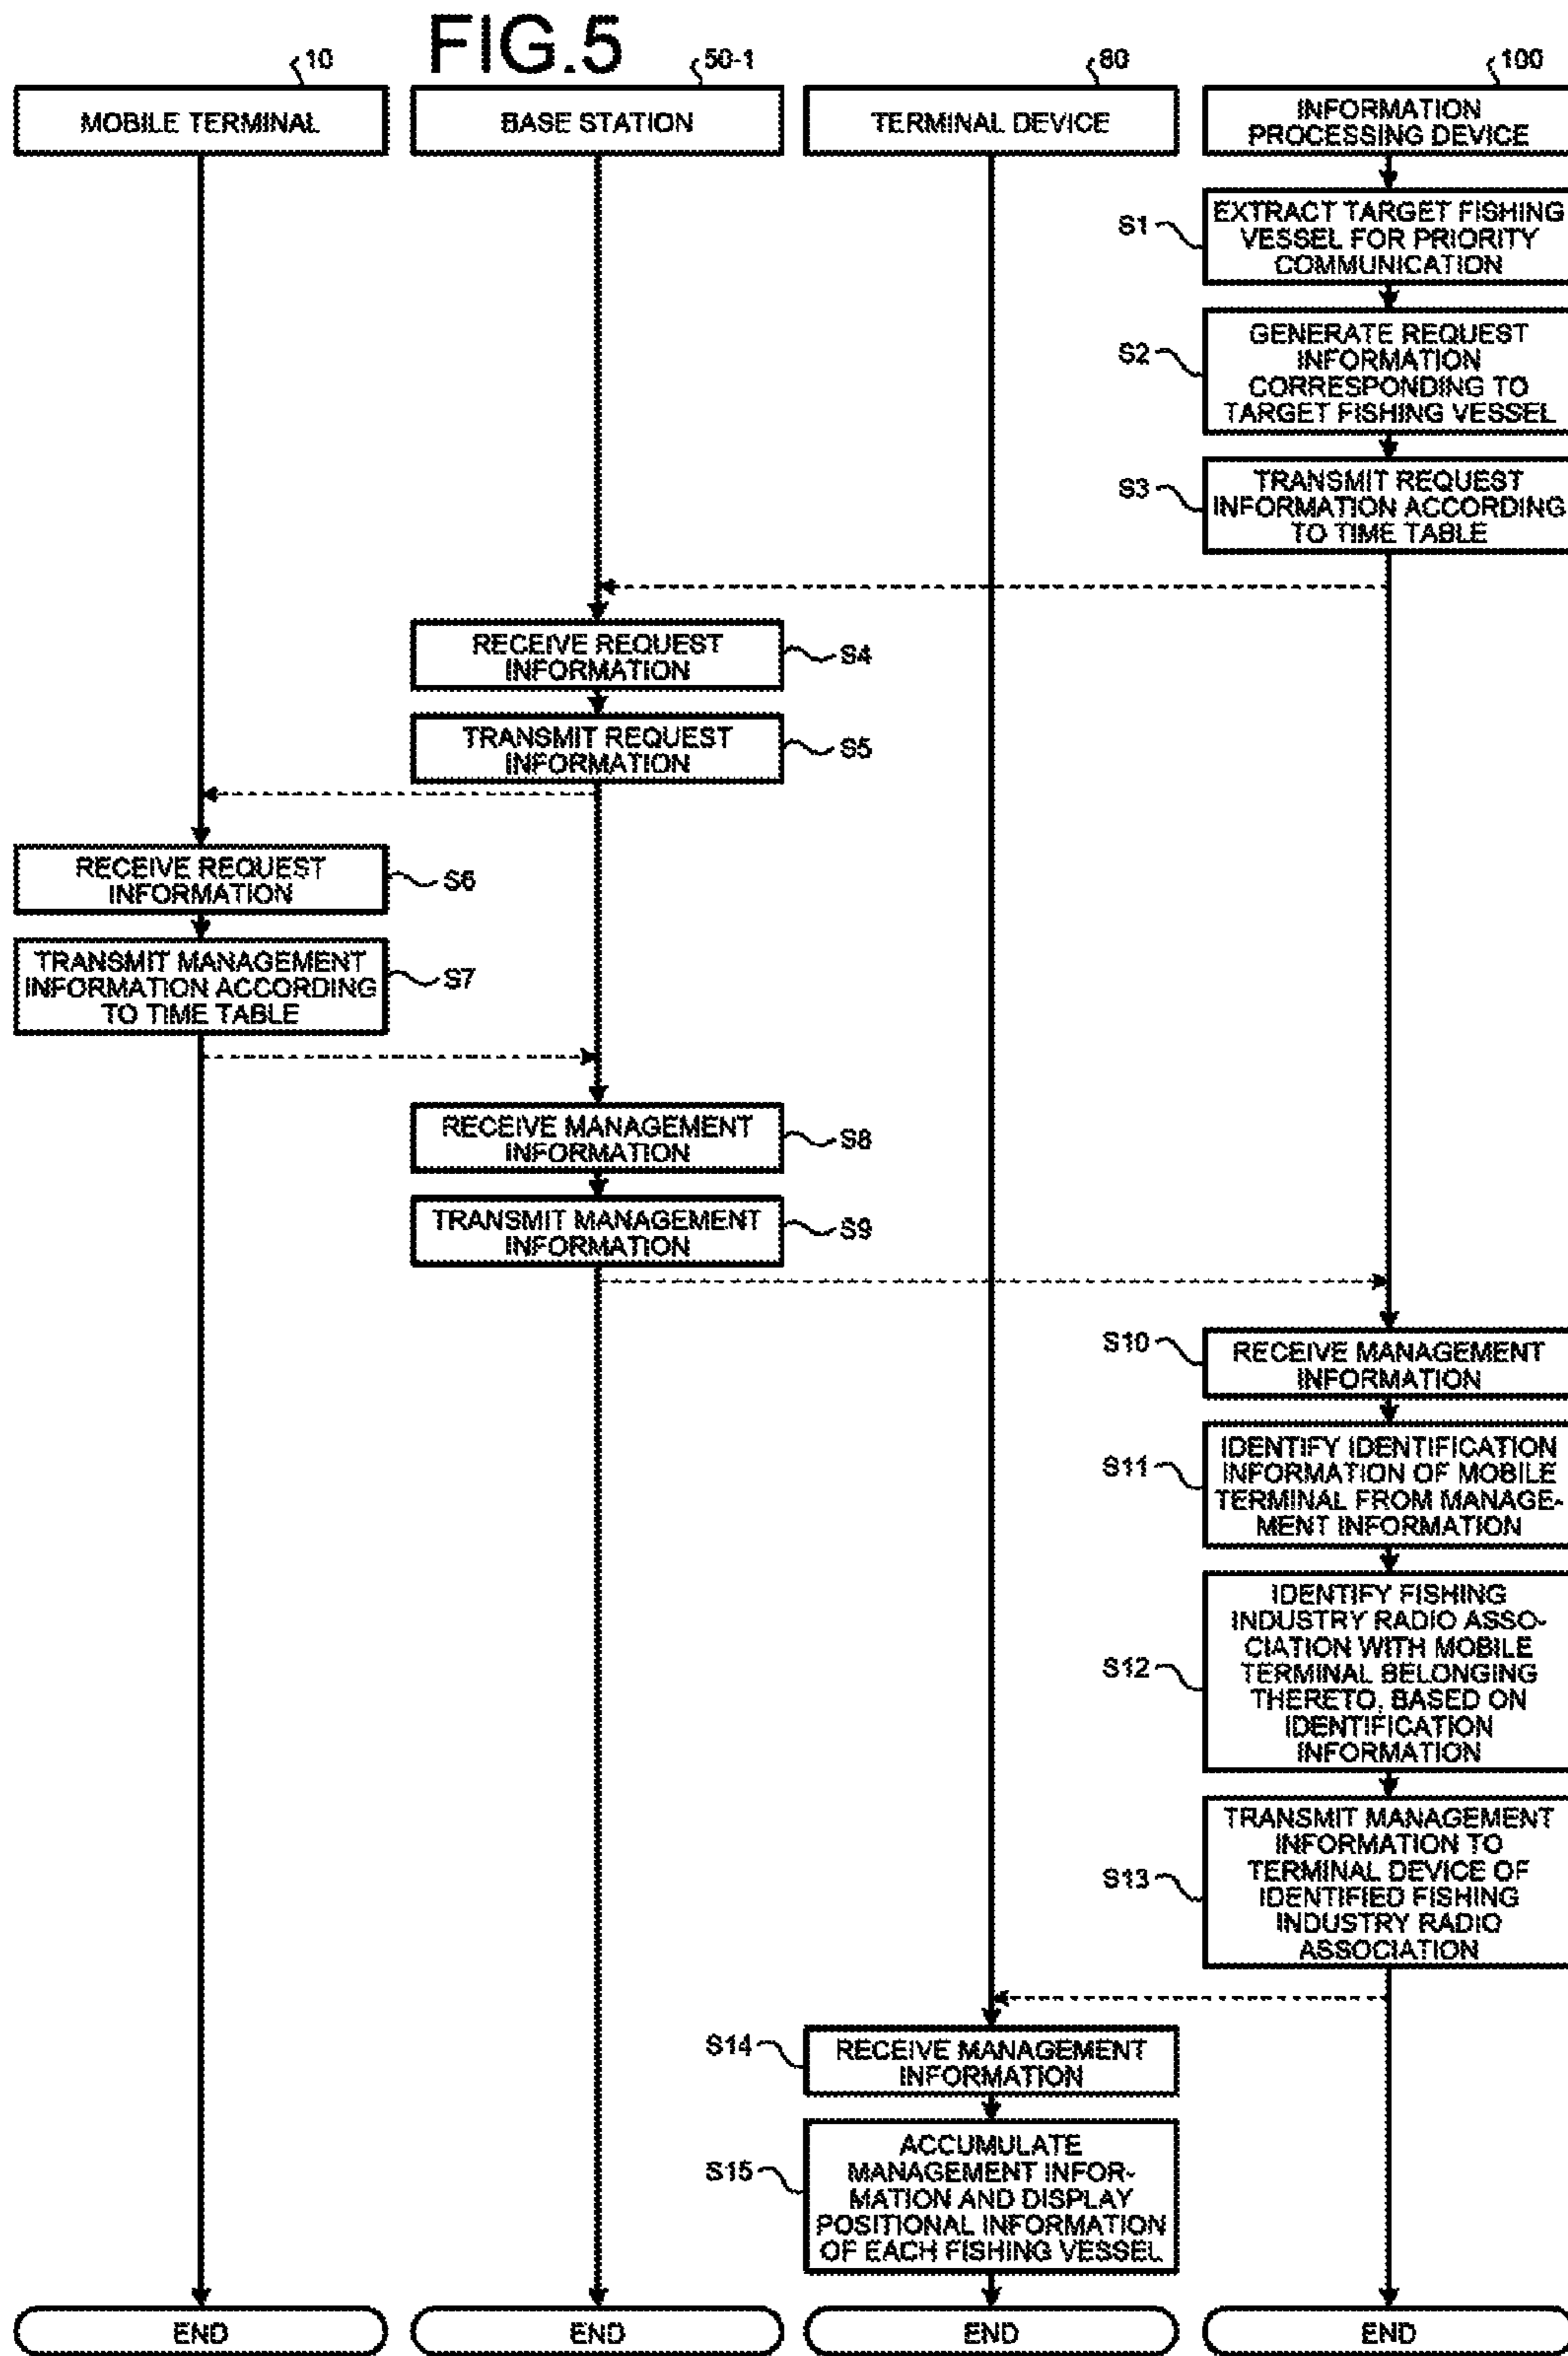 FIG.5
10
50-1
80
100
MOBILE TERMINAL
BASE STATION
TERMINAL DEVICE
INFORMATION
PROCESSING DEVICE
S1
EXTRACT TARGET FISHING
VESSEL FOR PRIORITY
COMMUNICATION
S2
GENERATE REQUEST
INFORMATION
CORRESPONDING TO
TARGET FISHING VESSEL
S3
TRANSMIT REQUEST
INFORMATION ACCORDING
TO TIME TABLE
RECEIVE REQUEST
INFORMATION
S4
TRANSMIT REQUEST
INFORMATION
S5
RECEIVE REQUEST
INFORMATION
S6
TRANSMIT MANAGEMENT
INFORMATION ACCORDING
TO TIME TABLE
S7
RECEIVE MANAGEMENT
INFORMATION
S8
TRANSMIT MANAGEMENT
INFORMATION
S9
S10
RECEIVE MANAGEMENT
INFORMATION
S11
IDENTIFY IDENTIFICATION
INFORMATION OF MOBILE
TERMINAL FROM MANAGE-
MENT INFORMATION
S12
IDENTIFY FISHING
INDUSTRY RADIO ASSO-
CIATION WITH MOBILE
TERMINAL BELONGING
THERETO, BASED ON
IDENTIFICATION
INFORMATION
S13
TRANSMIT MANAGEMENT
INFORMATION TO
TERMINAL DEVICE OF
IDENTIFIED FISHING
INDUSTRY RADIO
ASSOCIATION
S14
RECEIVE MANAGEMENT
INFORMATION
S15
ACCUMULATE
MANAGEMENT INFOR-
MATION AND DISPLAY
POSITIONAL INFORMATION
OF EACH FISHING VESSEL
END
END
END
END